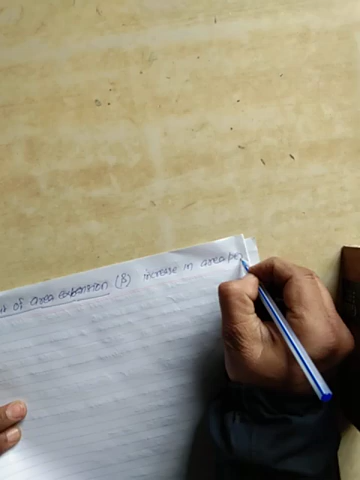 of area expansion (β) increase in area pe